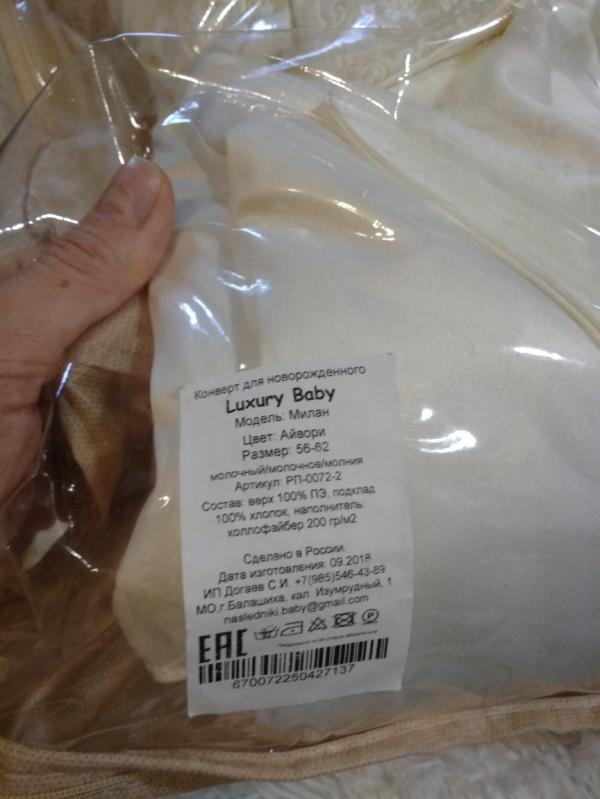 Конверт для новорожденного
Luxury Baby
Модель: Милан
Цвет: Айвори
Размер: 56-62
молочный/молочное/молния
Артикул: РП-0072-2
Состав: верх 100% ПЭ, подклад
100% хлопок, наполнитель:
холлофайбер 200 гр/м2
Сделано в России.
Дата изготовления: 09.2018
ИП Догаев С.И. +7(985)546-43-89
МО,г.Балашиха, кал. Изумрудный, 1
nasledniki.baby@gmail.com
EAC
P
670072250427137